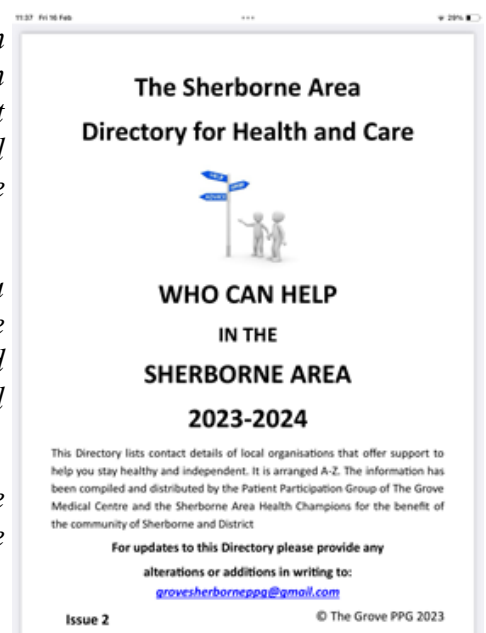 11:37 Fri 16 Feb
29%
The Sherborne Area
Directory for Health and Care
HELP
ADVICE
WHO CAN HELP
IN THE
SHERBORNE AREA
2023-2024
This Directory lists contact details of local organisations that offer support to
help you stay healthy and independent. It is arranged A-Z. The information has
been compiled and distributed by the Patient Participation Group of The Grove
Medical Centre and the Sherborne Area Health Champions for the benefit of
the community of Sherborne and District
For updates to this Directory please provide any
alterations or additions in writing to:
grovesherborneppg@gmail.com
Issue 2
© The Grove PPG 2023